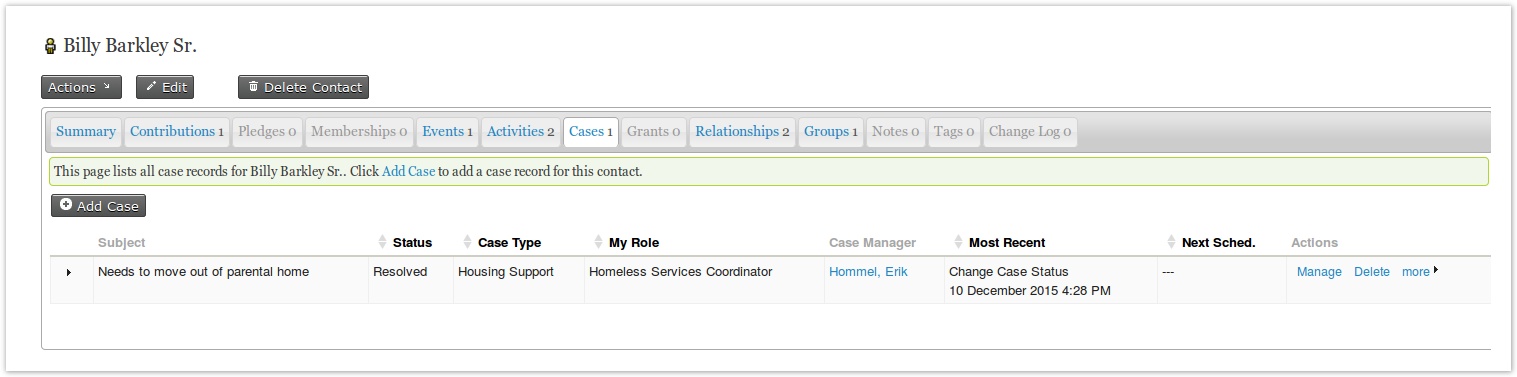 Billy Barkley Sr.
Actions Edit Delete Contact
Summary Contributions 1 Pledges 0 Memberships 0 Events 1 Activities 2 Cases 1 Grants 0 Relationships 2 Groups 1 Notes 0 Tags 0 Change Log 0
This page lists all case records for Billy Barkley Sr.. Click Add Case to add a case record for this contact.
Add Case
Subject Status Case Type My Role Case Manager Most Recent Next Sched. Actions
Needs to move out of parental home Resolved Housing Support Homeless Services Coordinator Hommel, Erik Change Case Status --- Manage Delete more
10 December 2015 4:28 PM